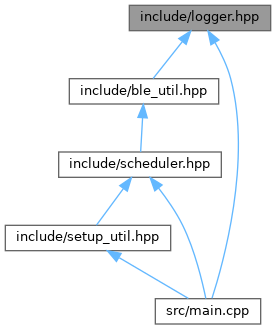 include/logger.hpp
include/ble_util.hpp
include/scheduler.hpp
include/setup_util.hpp
src/main.cpp